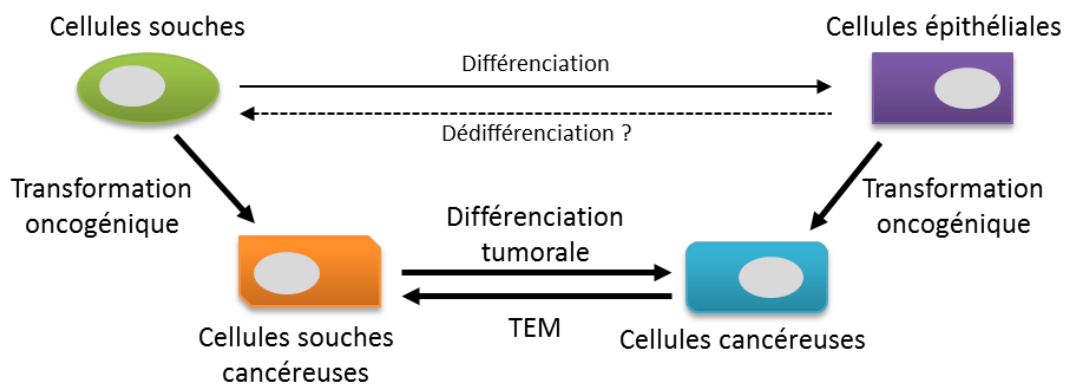 Cellules souches
Cellules épithéliales
Différenciation
Dédifférenciation ?
Transformation
oncogénique
Transformation
oncogénique
Différenciation
tumorale
TEM
Cellules souches
cancéreuses
Cellules cancéreuses